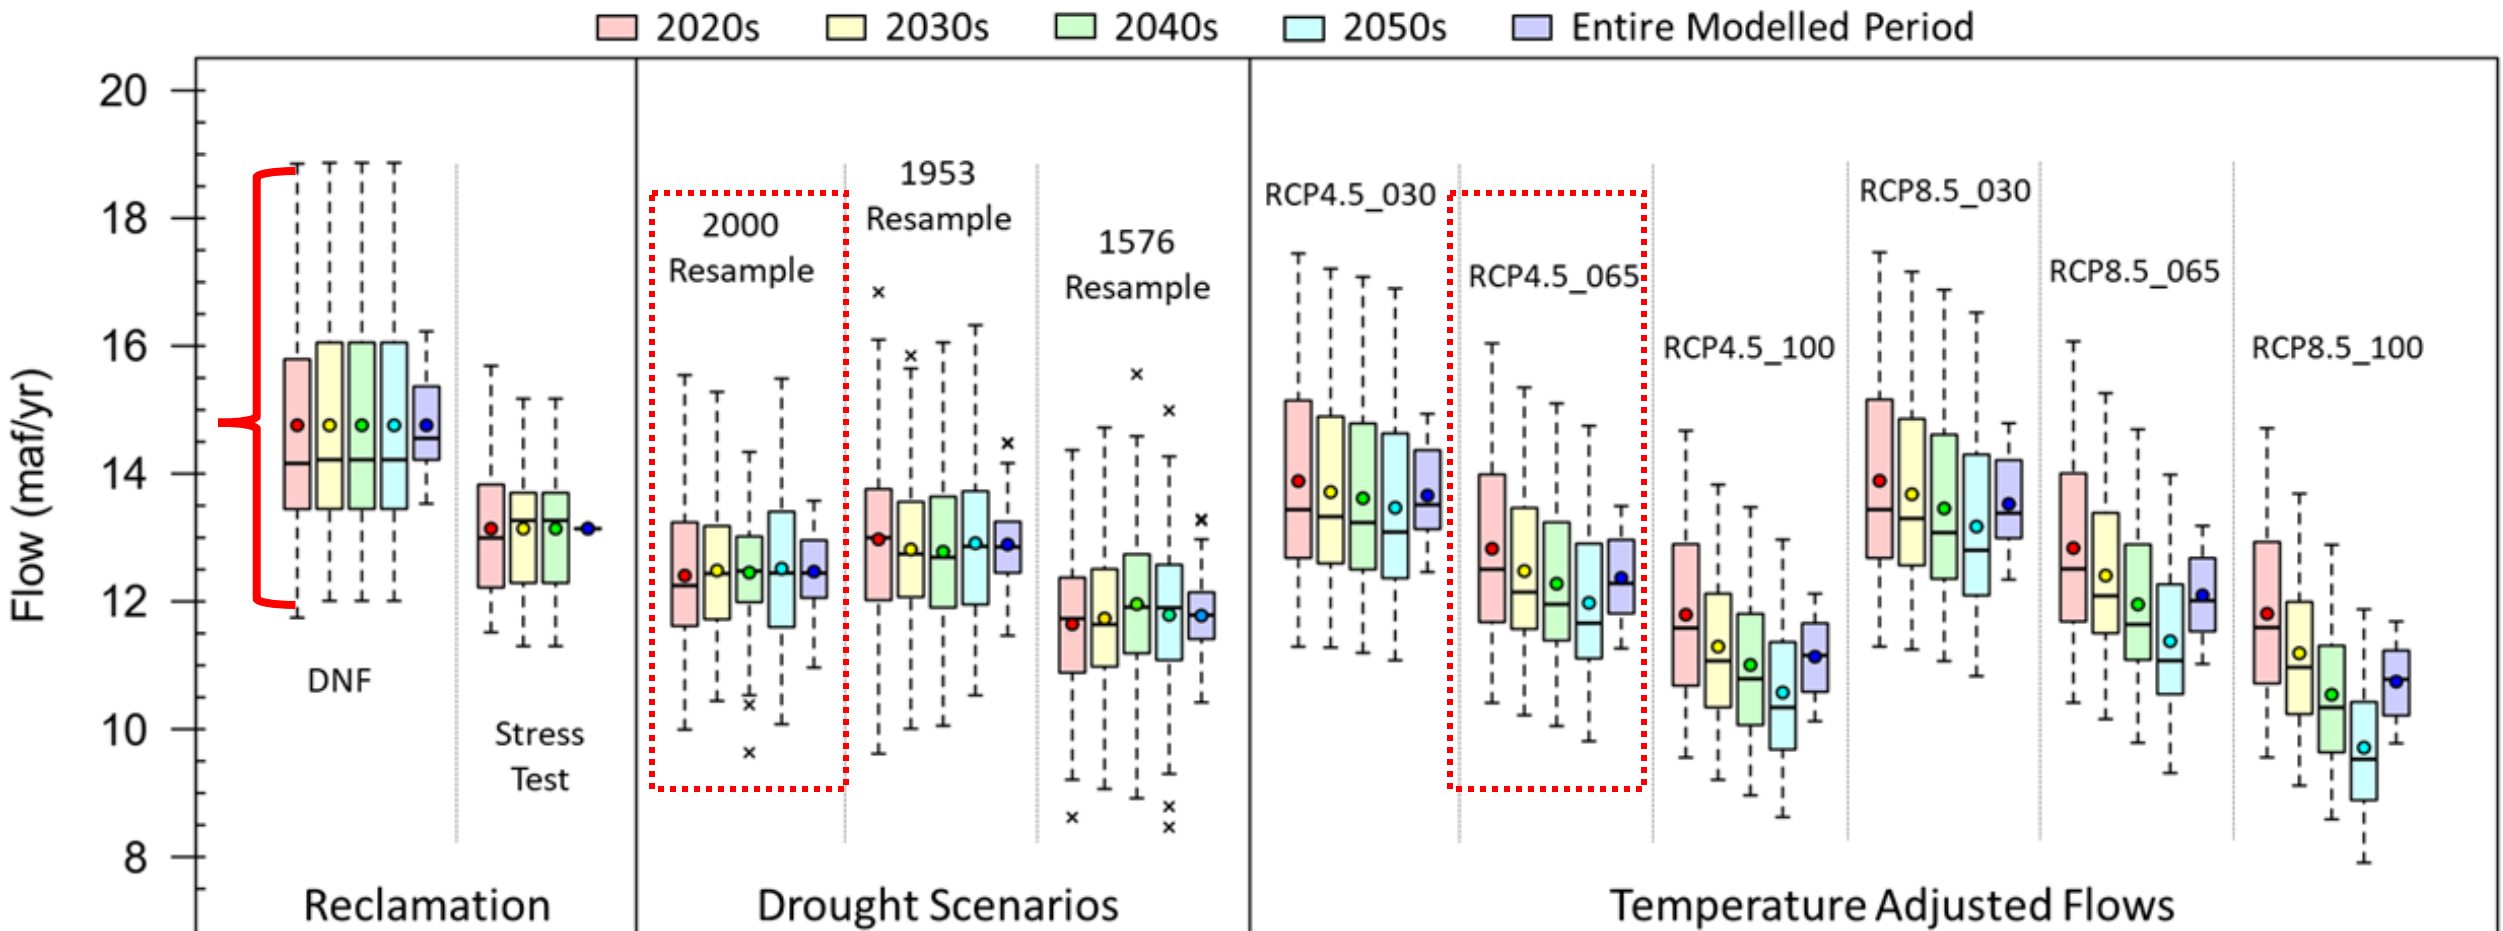 2020s 2030s 2040s 2050s Entire Modelled Period
Flow (maf/yr)
20
18
16
14
12
10
8
DNF
Stress
Test
Reclamation
2000
Resample
1953
Resample
1576
Resample
Drought Scenarios
RCP4.5_030
RCP4.5_065
RCP4.5_100
RCP8.5_030
RCP8.5_065
RCP8.5_100
Temperature Adjusted Flows